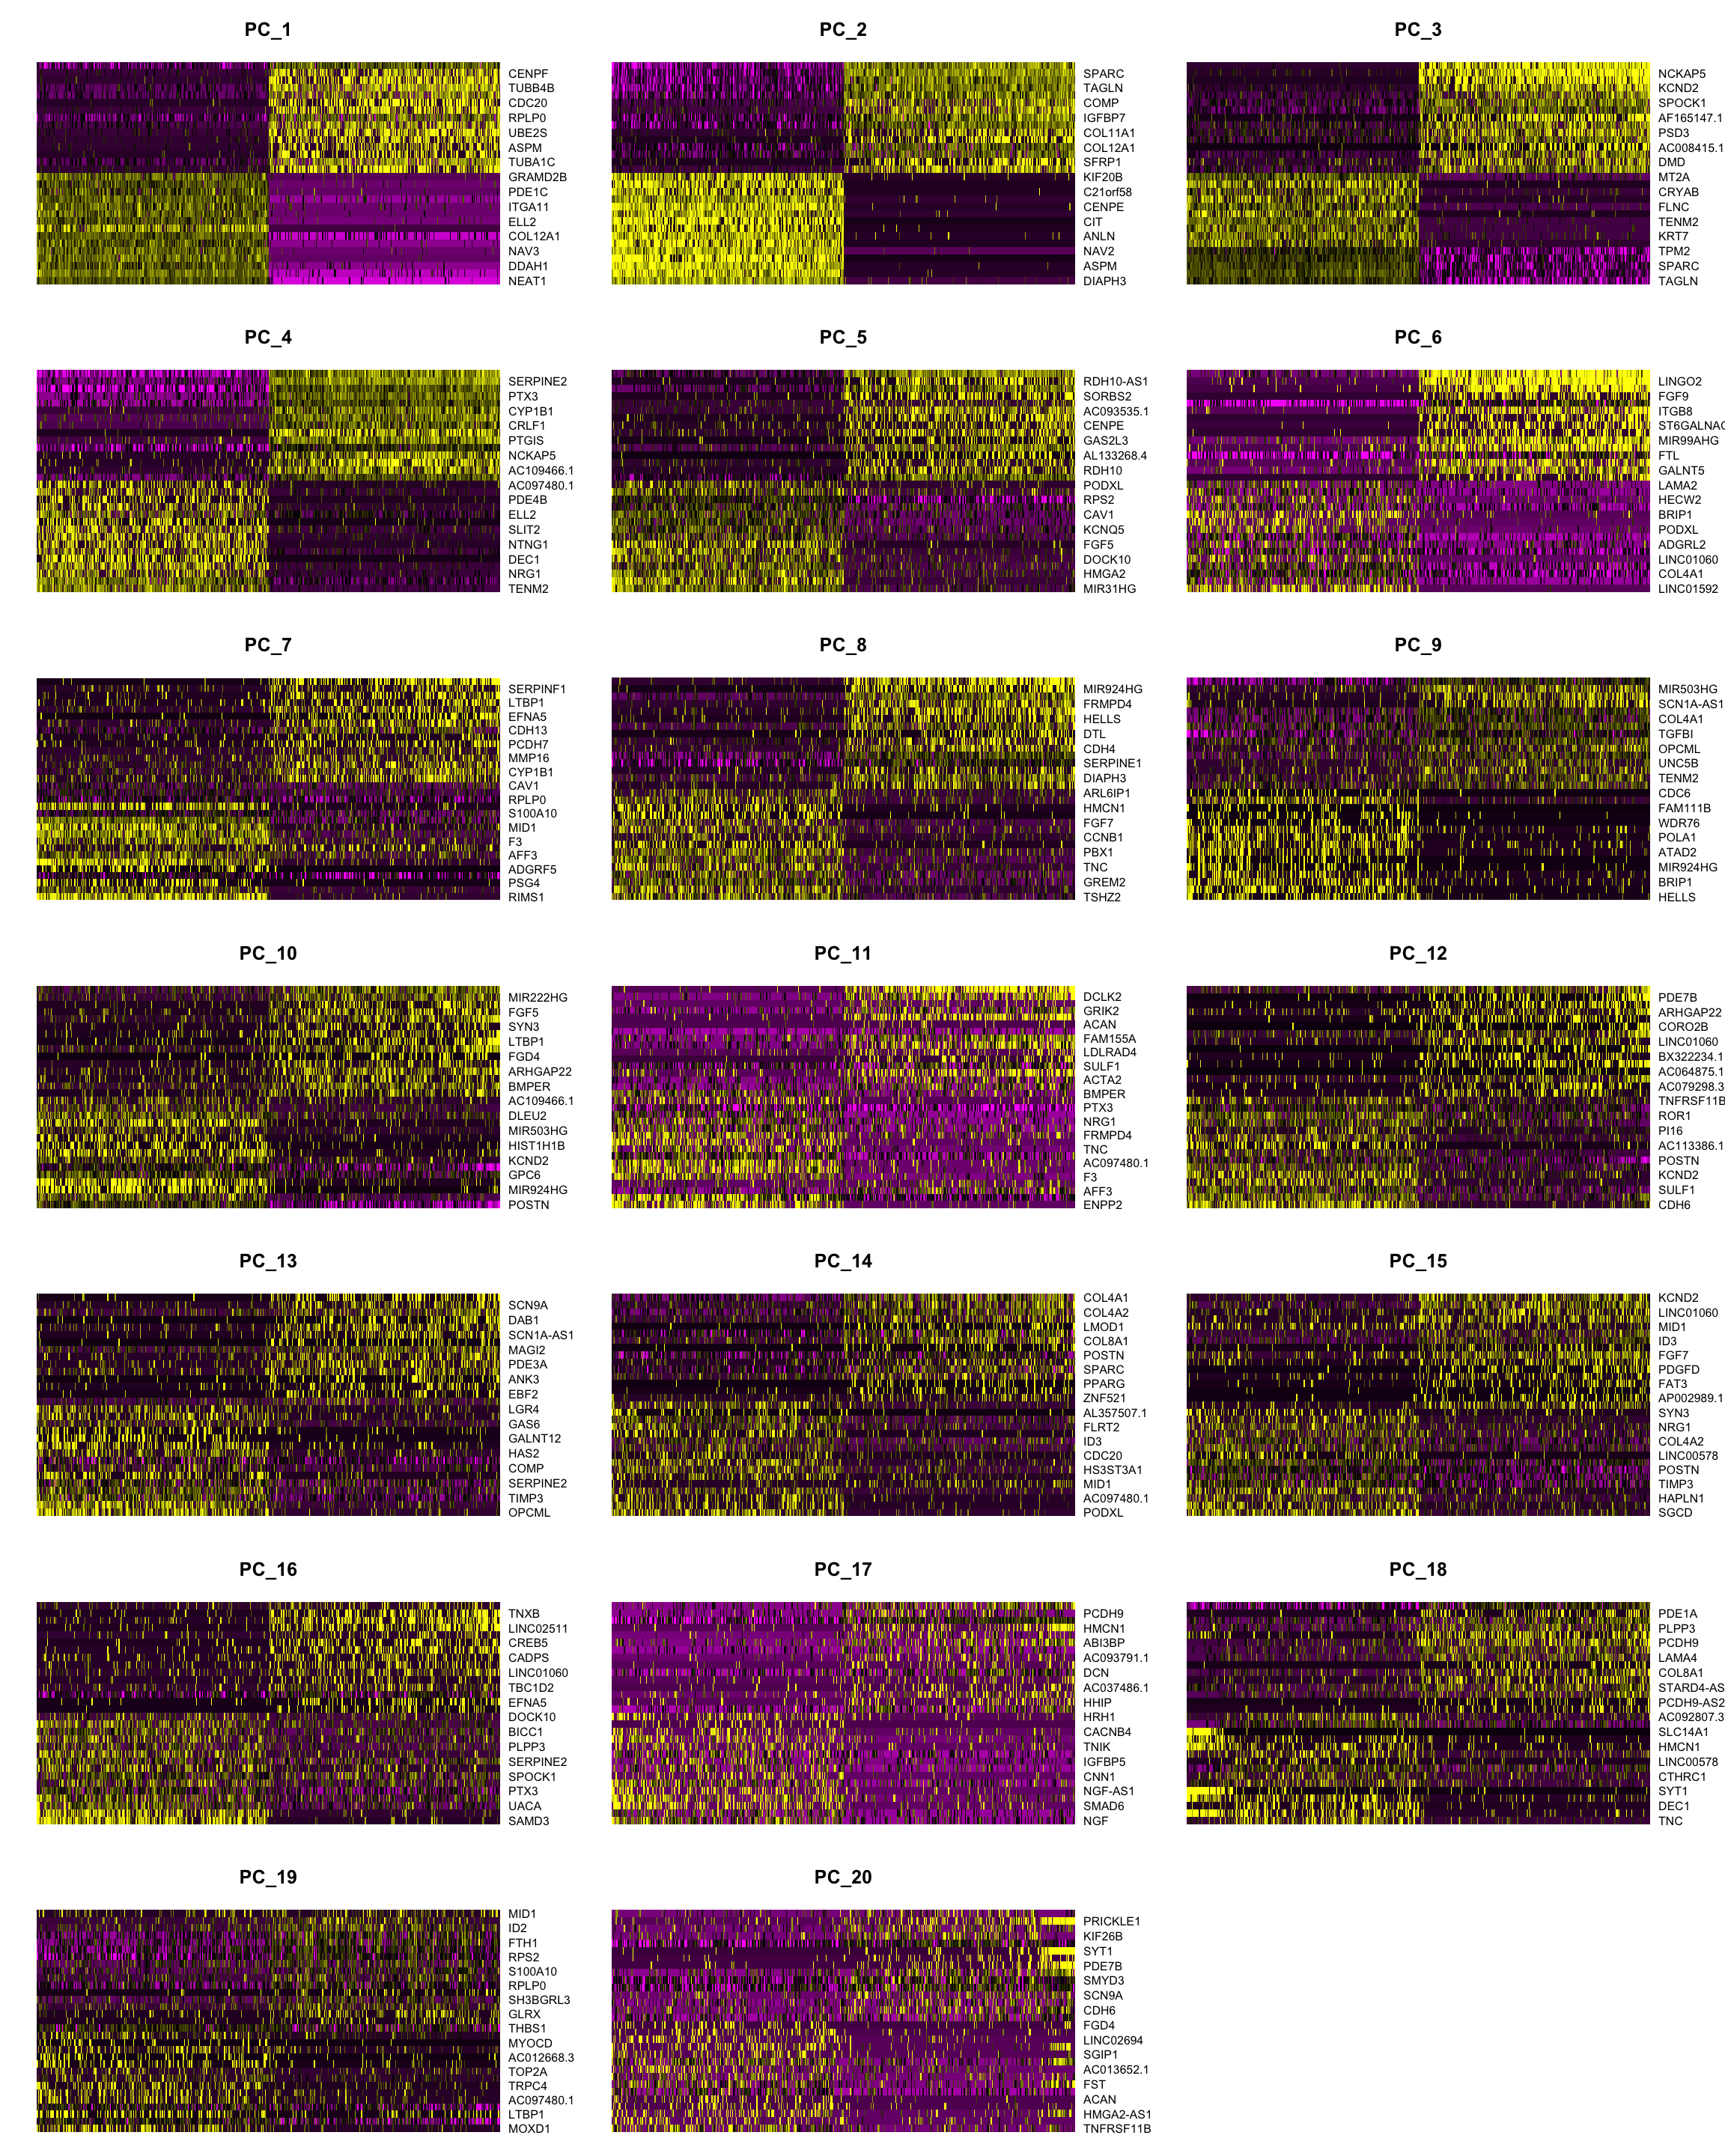 PC_1
CENPF
TUBB4B
CDC20
RPLP0
UBE2S
ASPM
TUBA1C
GRAMD2B
PDE1C
ITGA11
ELL2
COL12A1
NAV3
DDAH1
NEAT1
PC_2
SPARC
TAGLN
COMP
IGFBP7
COL11A1
COL12A1
SFRP1
KIF20B
C21orf58
CENPE
CIT
ANLN
NAV2
ASPM
DIAPH3
PC_3
NCKAP5
KCND2
SPOCK1
AF165147.1
PSD3
AC008415.1
DMD
MT2A
CRYAB
FLNC
TENM2
KRT7
TPM2
SPARC
TAGLN
PC_4
SERPINE2
PTX3
CYP1B1
CRLF1
PTGIS
NCKAP5
AC109466.1
AC097480.1
PDE4B
ELL2
SLIT2
NTNG1
DEC1
NRG1
TENM2
PC_5
RDH10-AS1
SORBS2
AC093535.1
CENPE
GAS2L3
AL133268.4
RDH10
PODXL
RPS2
CAV1
KCNQ5
FGF5
DOCK10
HMGA2
MIR31HG
PC_6
LINGO2
FGF9
ITGB8
ST6GALNAC
MIR99AHG
FTL
GALNT5
LAMA2
HECW2
BRIP1
PODXL
ADGRL2
LINC01060
COL4A1
LINC01592
PC_7
SERPINF1
LTBP1
EFNA5
CDH13
PCDH7
MMP16
CYP1B1
CAV1
RPLP0
S100A10
MID1
F3
AFF3
ADGRF5
PSG4
RIMS1
PC_8
MIR924HG
FRMPD4
HELLS
DTL
CDH4
SERPINE1
DIAPH3
ARL6IP1
HMCN1
FGF7
CCNB1
PBX1
TNC
GREM2
TSHZ2
PC_9
MIR503HG
SCN1A-AS1
COL4A1
TGFBI
OPCML
UNC5B
TENM2
CDC6
FAM111B
WDR76
POLA1
ATAD2
MIR924HG
BRIP1
HELLS
PC_10
MIR222HG
FGF5
SYN3
LTBP1
FGD4
ARHGAP22
BMPER
AC109466.1
DLEU2
MIR503HG
HIST1H1B
KCND2
GPC6
MIR924HG
POSTN
PC_11
DCLK2
GRIK2
ACAN
FAM155A
LDLRAD4
SULF1
ACTA2
BMPER
PTX3
NRG1
FRMPD4
TNC
AC097480.1
F3
AFF3
ENPP2
PC_12
PDE7B
ARHGAP22
CORO2B
LINC01060
BX322234.1
AC064875.1
AC079298.3
TNFRSF11B
ROR1
PI16
AC113386.1
POSTN
KCND2
SULF1
CDH6
PC_13
SCN9A
DAB1
SCN1A-AS1
MAGI2
PDE3A
ANK3
EBF2
LGR4
GAS6
GALNT12
HAS2
COMP
SERPINE2
TIMP3
OPCML
PC_14
COL4A1
COL4A2
LMOD1
COL8A1
POSTN
SPARC
PPARG
ZNF521
AL357507.1
FLRT2
ID3
CDC20
HS3ST3A1
MID1
AC097480.1
PODXL
PC_15
KCND2
LINC01060
MID1
ID3
FGF7
PDGFD
FAT3
AP002989.1
SYN3
NRG1
COL4A2
LINC00578
POSTN
TIMP3
HAPLN1
SGCD
PC_16
TNXB
LINC02511
CREB5
CADPS
LINC01060
TBC1D2
EFNA5
DOCK10
BICC1
PLPP3
SERPINE2
SPOCK1
PTX3
UACA
SAMD3
PC_17
PCDH9
HMCN1
ABI3BP
AC093791.1
DCN
AC037486.1
HHIP
HRH1
CACNB4
TNIK
IGFBP5
CNN1
NGF-AS1
SMAD6
NGF
PC_18
PDE1A
PLPP3
PCDH9
LAMA4
COL8A1
STARD4-AS
PCDH9-AS2
AC092807.3
SLC14A1
HMCN1
LINC00578
CTHRC1
SYT1
DEC1
TNC
PC_19
MID1
ID2
FTH1
RPS2
S100A10
RPLP0
SH3BGRL3
GLRX
THBS1
MYOCD
AC012668.3
TOP2A
TRPC4
AC097480.1
LTBP1
MOXD1
PC_20
PRICKLE1
KIF26B
SYT1
PDE7B
SMYD3
SCN9A
CDH6
FGD4
LINC02694
SGIP1
AC013652.1
FST
ACAN
HMGA2-AS1
TNFRSF11B